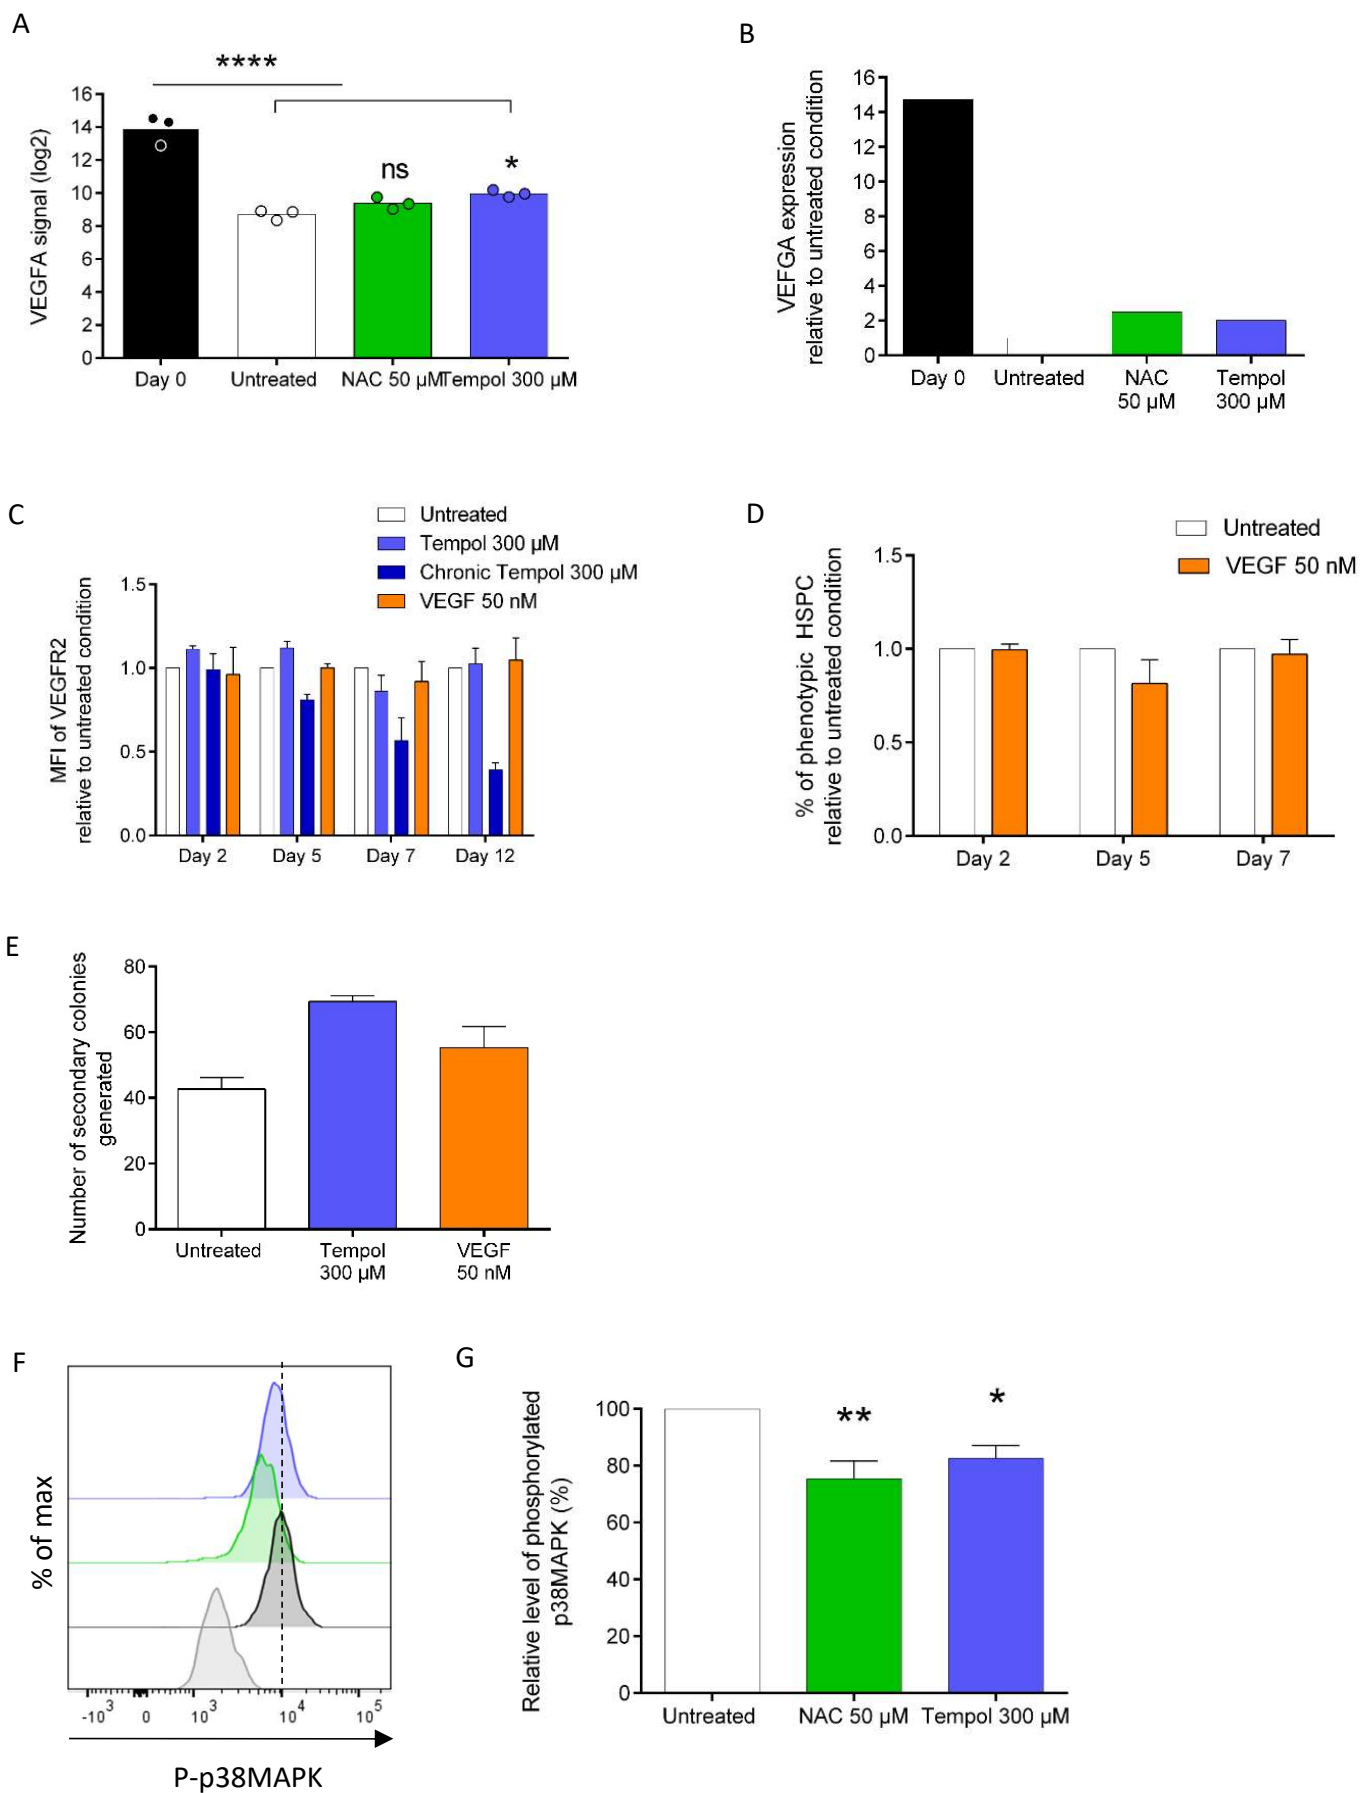 A
****
VEGFA signal (log2)
16
14
12
10
8
6
4
2
0
ns
*
Day 0
Untreated
NAC 50 µM
Tempol 300 µM
B
VEFGA expression
relative to untreated condition
16
14
12
10
8
6
4
2
0
Day 0
Untreated
NAC
50 µM
Tempol
300 µM
C
Untreated
Tempol 300 µM
Chronic Tempol 300 µM
VEGF 50 nM
MFI of VEGFR2
relative to untreated condition
1.5
1.0
0.5
0.0
Day 2
Day 5
Day 7
Day 12
D
Untreated
VEGF 50 nM
% of phenotypic HSPC
relative to untreated condition
1.5
1.0
0.5
0.0
Day 2
Day 5
Day 7
E
Number of secondary colonies
generated
80
60
40
20
0
Untreated
Tempol
300 µM
VEGF
50 nM
F
% of max
-10³
0
10³
10⁴
10⁵
P-p38MAPK
G
Relative level of phosphorylated
p38MAPK (%)
100
80
60
40
20
0
**
*
Untreated
NAC 50 µM
Tempol 300 µM